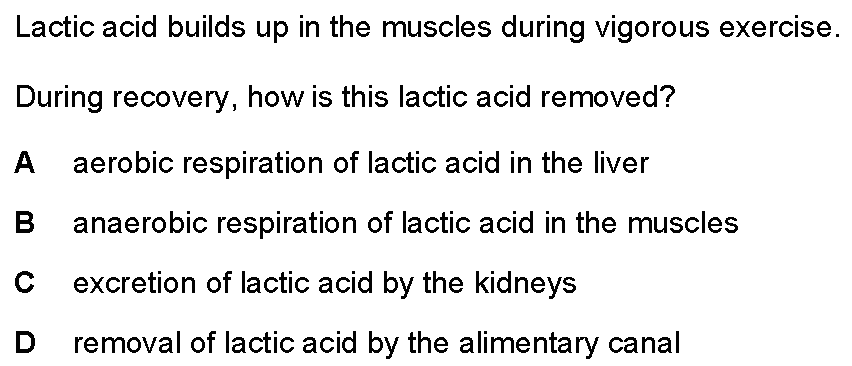 Lactic acid builds up in the muscles during vigorous exercise.
During recovery, how is this lactic acid removed?
A aerobic respiration of lactic acid in the liver
B anaerobic respiration of lactic acid in the muscles
C excretion of lactic acid by the kidneys
D removal of lactic acid by the alimentary canal